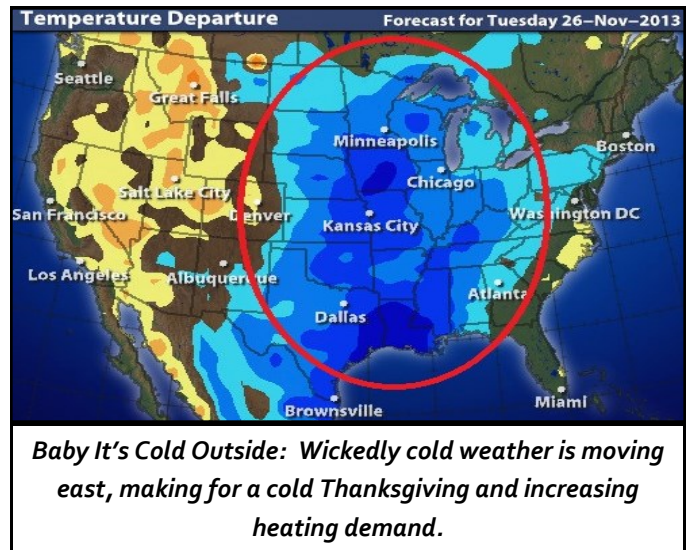 Temperature Departure
Forecast for Tuesday 26-Nov-2013
Seattle
Great Falls
Minneapolis
Boston
Salt Lake City
Chicago
San Francisco
Denver
Kansas City
Washington DC
Los Angeles
Albuquerque
Atlanta
Dallas
Miami
Brownsville
Baby It's Cold Outside: Wickedly cold weather is moving
east, making for a cold Thanksgiving and increasing
heating demand.